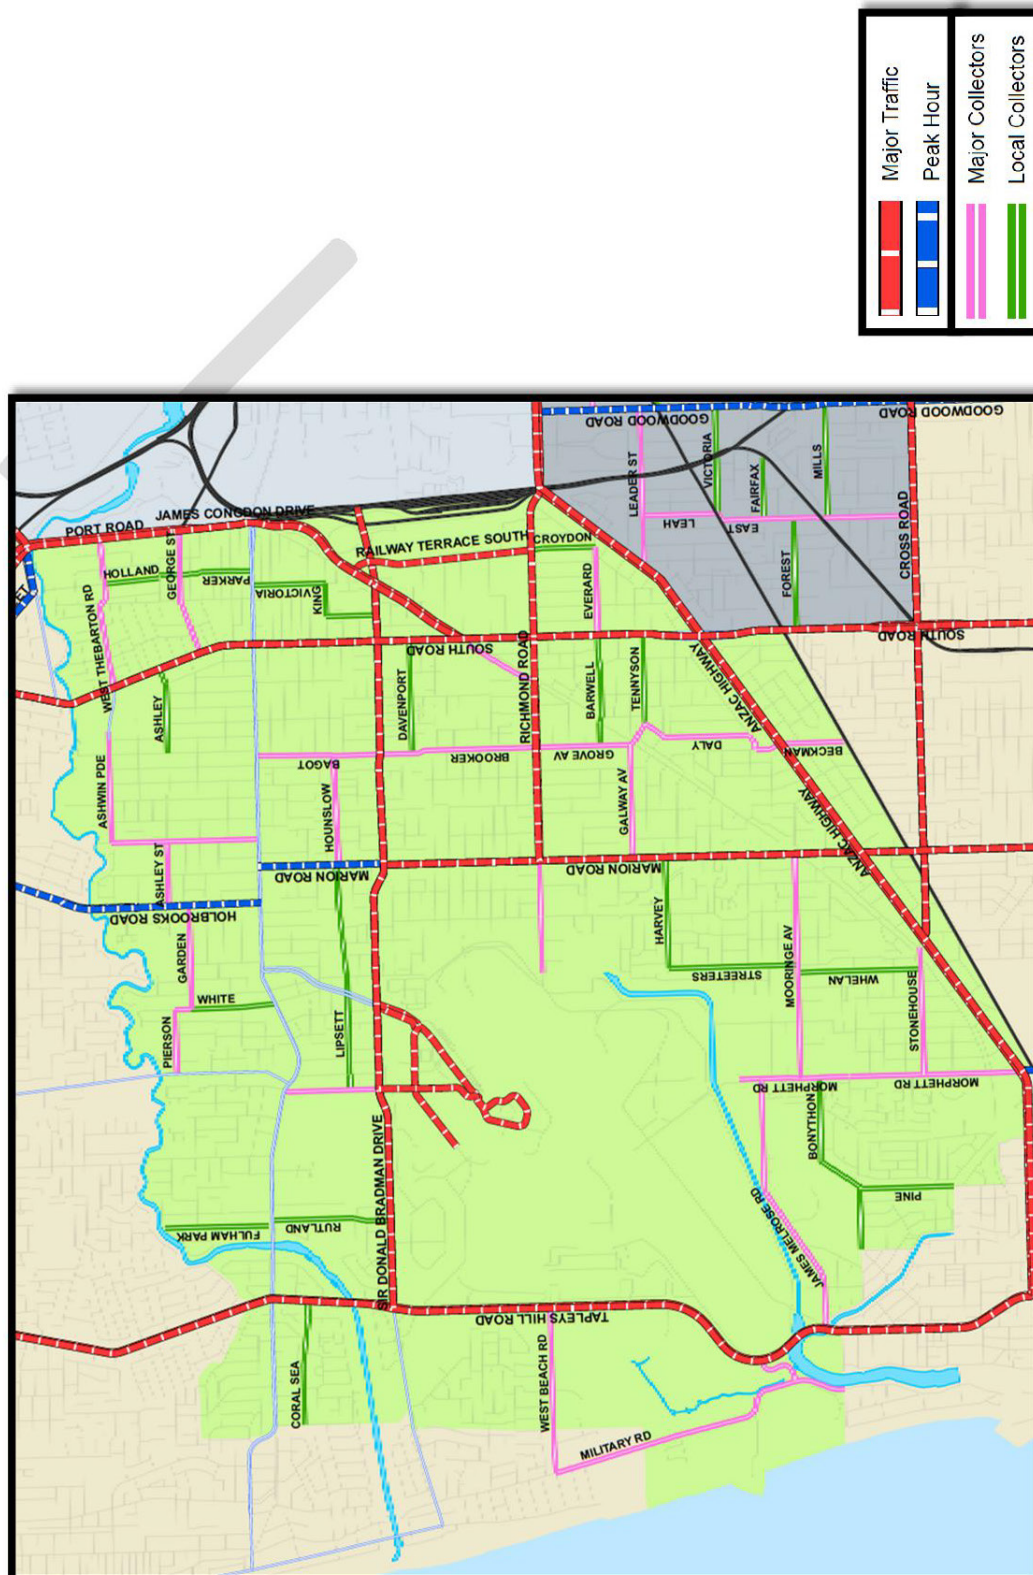 Major Traffic
Peak Hour
Major Collectors
Local Collectors
GOODWOOD ROAD
GOODWOOD ROAD
LEADER ST
VICTORIA
FAIRFAX
MILLS
LEAH
EAST
FOREST
CROSS ROAD
PORT ROAD
JAMES CONGDON DRIVE
RAILWAY TERRACE SOUTH
CROYDON
HOLLAND
GEORGE ST
PARKER
VICTORIA
KING
EVERARD
WEST THEBARTON RD
SOUTH ROAD
SOUTH ROAD
RICHMOND ROAD
ASHLEY
DAVENPORT
BARWELL
TENNYSON
ANZAC HIGHWAY
ASHWIN PDE
BAGOT
BROOKER
GROVE AV
DALY
BECKMAN
HOUNSLOW
GALWAY AV
ANZAC HIGHWAY
ASHLEY ST
MARION ROAD
MARION ROAD
HOLBROOKS ROAD
GARDEN
HARVEY
STREETERS
MOORINGE AV
WHELAN
STONEHOUSE
WHITE
PIERSON
LIPSETT
MORPHETT RD
MORPHETT RD
BONYTHON
PINE
SIR DONALD BRADMAN DRIVE
FULHAM PARK
RUTLAND
JAMES MELROSE RD
TAPLEYS HILL ROAD
CORAL SEA
WEST BEACH RD
MILITARY RD